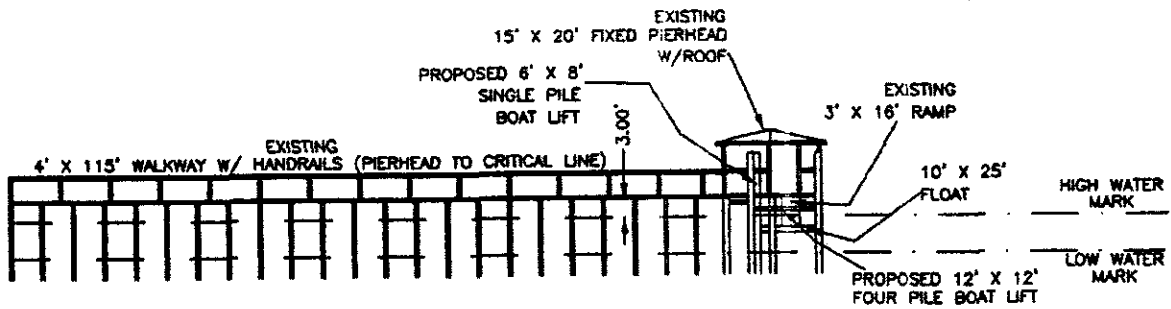 EXISTING
15' X 20' FIXED PIERHEAD
W/ROOF
PROPOSED 6' X 8'
SINGLE PILE
BOAT LIFT
3.00'
EXISTING
3' X 16' RAMP
EXISTING
4' X 115' WALKWAY W/ HANDRAILS (PIERHEAD TO CRITICAL LINE)
10' X 25'
FLOAT
HIGH WATER
MARK
LOW WATER
MARK
PROPOSED 12' X 12'
FOUR PILE BOAT LIFT